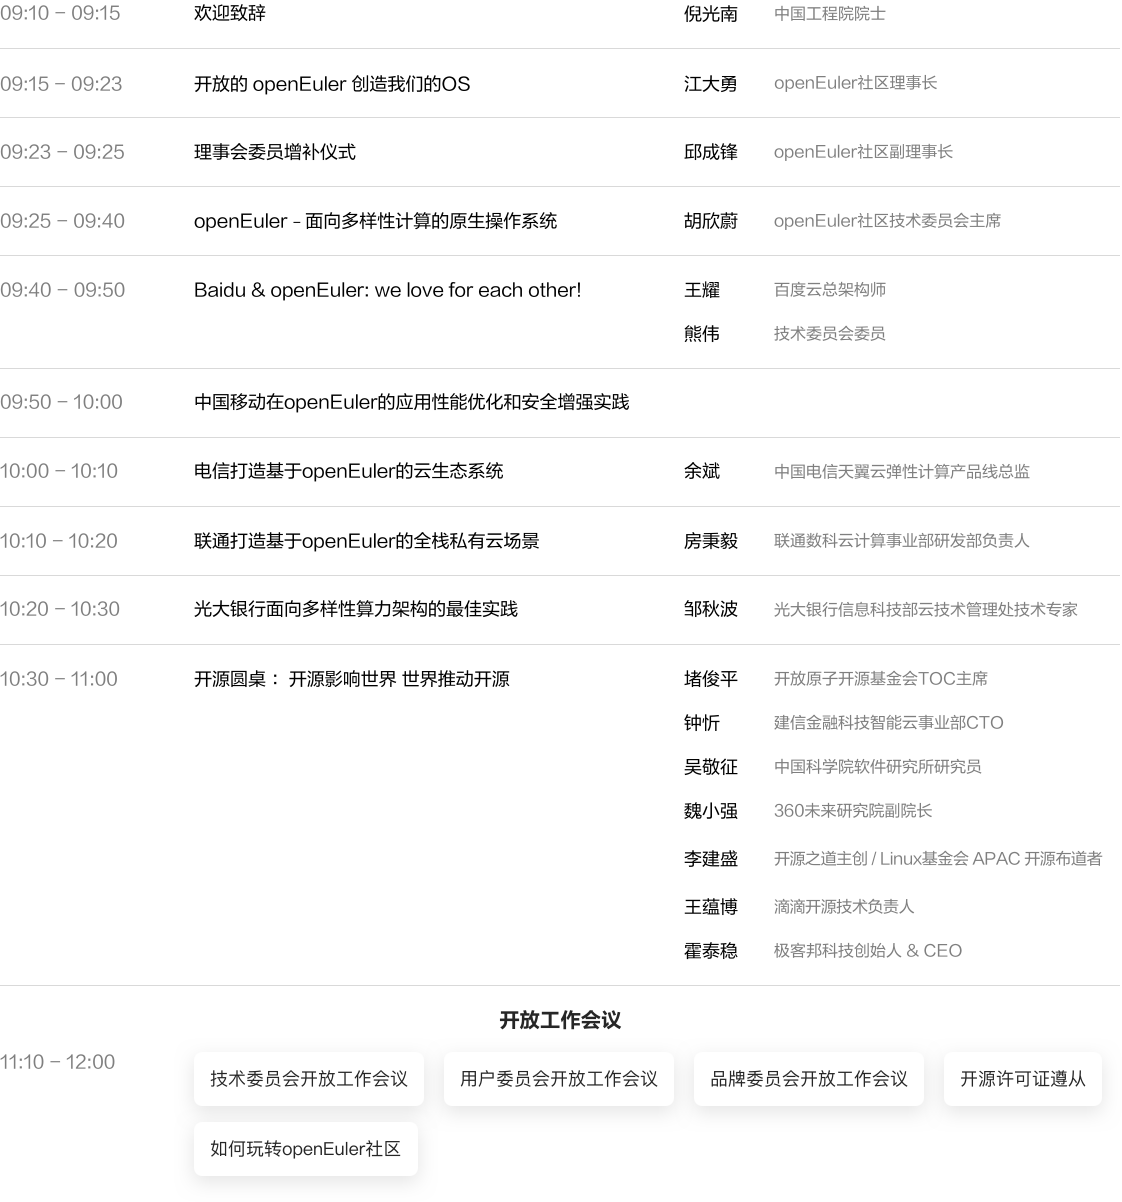 09:10 – 09:15 欢迎致辞 倪光南 中国工程院院士
09:15 – 09:23 开放的 openEuler 创造我们的OS 江大勇 openEuler社区理事长
09:23 – 09:25 理事会委员增补仪式 邱成锋 openEuler社区副理事长
09:25 – 09:40 openEuler - 面向多样性计算的原生操作系统 胡欣蔚 openEuler社区技术委员会主席
09:40 – 09:50 Baidu & openEuler: we love for each other! 王耀 百度云总架构师
熊伟 技术委员会委员
09:50 – 10:00 中国移动在openEuler的应用性能优化和安全增强实践
10:00 – 10:10 电信打造基于openEuler的云生态系统 余斌 中国电信天翼云弹性计算产品线总监
10:10 – 10:20 联通打造基于openEuler的全栈私有云场景 房秉毅 联通数科云计算事业部研发部负责人
10:20 – 10:30 光大银行面向多样性算力架构的最佳实践 邹秋波 光大银行信息科技部云技术管理处技术专家
10:30 – 11:00 开源圆桌： 开源影响世界 世界推动开源 堵俊平 开放原子开源基金会TOC主席
钟忻 建信金融科技智能云事业部CTO
吴敬征 中国科学院软件研究所研究员
魏小强 360未来研究院副院长
李建盛 开源之道主创 / Linux基金会 APAC 开源布道者
王蕴博 滴滴开源技术负责人
霍泰稳 极客邦科技创始人 & CEO
开放工作会议
11:10 – 12:00 技术委员会开放工作会议 用户委员会开放工作会议 品牌委员会开放工作会议 开源许可证遵从
如何玩转openEuler社区